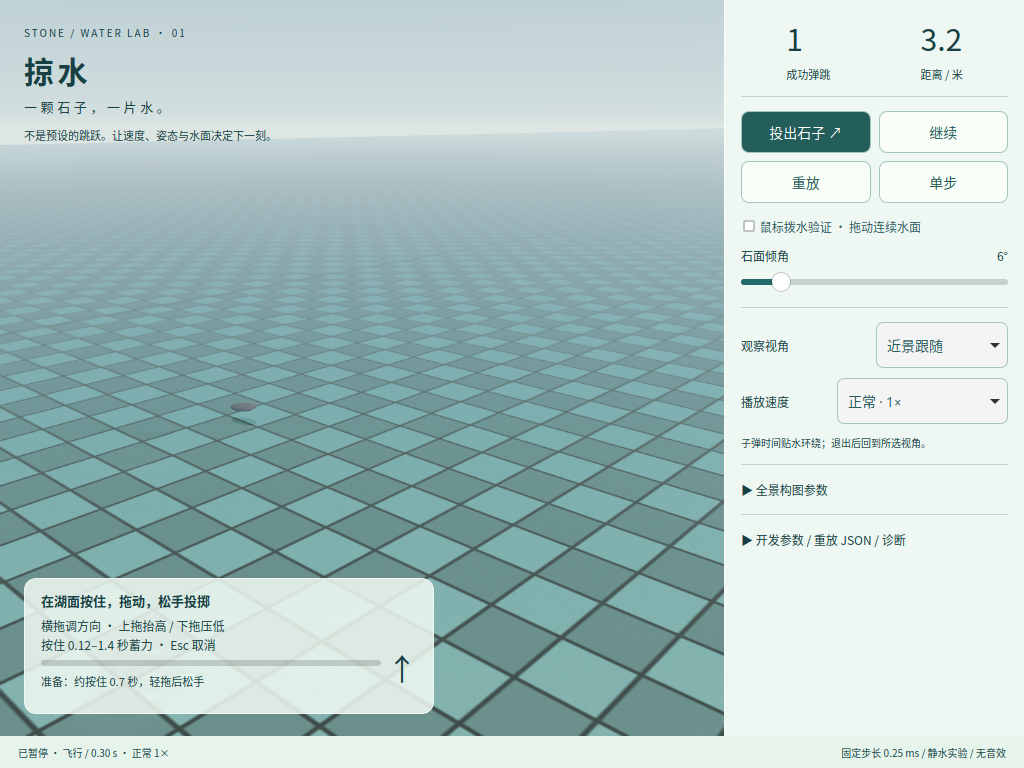 STONE / WATER LAB · 01
掠水
一颗石子，一片水。
不是预设的跳跃。让速度、姿态与水面决定下一刻。
1
成功弹跳
3.2
距离 / 米
投出石子 ↗
继续
重放
单步
鼠标拨水验证 · 拖动连续水面
石面倾角
6°
观察视角
近景跟随
播放速度
正常 · 1×
子弹时间贴水环绕；退出后回到所选视角。
▶ 全景构图参数
▶ 开发参数 / 重放 JSON / 诊断
在湖面按住，拖动，松手投掷
横拖调方向 · 上拖抬高 / 下拖压低
按住 0.12–1.4 秒蓄力 · Esc 取消
↑
准备：约按住 0.7 秒，轻拖后松手
已暂停 · 飞行 / 0.30 s · 正常 1×
固定步长 0.25 ms / 静水实验 / 无音效